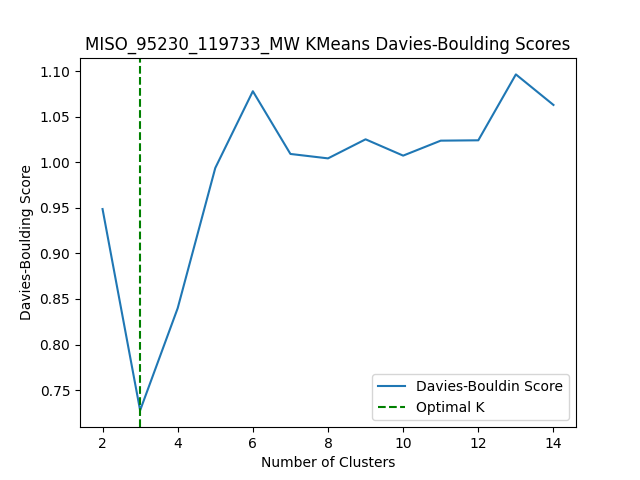 MISO_95230_119733_MW KMeans Davies-Boulding Scores
Davies-Boulding Score
1.10
1.05
1.00
0.95
0.90
0.85
0.80
0.75
Davies-Bouldin Score
Optimal K
2 4 6 8 10 12 14
Number of Clusters